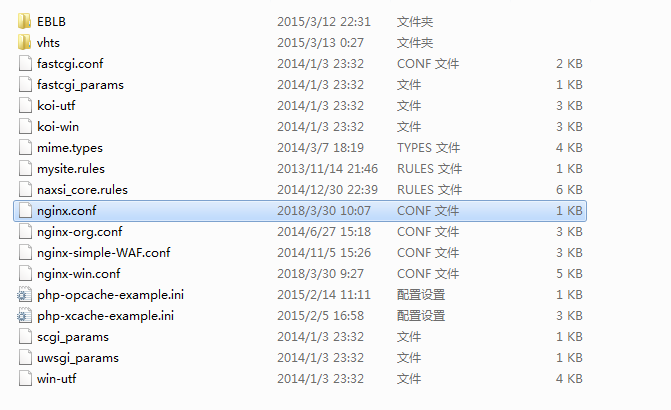 EBLB 2015/3/12 22:31 文件夹
vhts 2015/3/13 0:27 文件夹
fastcgi.conf 2014/1/3 23:32 CONF 文件 2 KB
fastcgi_params 2014/1/3 23:32 文件 1 KB
koi-utf 2014/1/3 23:32 文件 3 KB
koi-win 2014/1/3 23:32 文件 3 KB
mime.types 2014/3/7 18:19 TYPES 文件 4 KB
mysite.rules 2013/11/14 21:46 RULES 文件 1 KB
naxsi_core.rules 2014/12/30 22:39 RULES 文件 6 KB
nginx.conf 2018/3/30 10:07 CONF 文件 1 KB
nginx-org.conf 2014/6/27 15:18 CONF 文件 3 KB
nginx-simple-WAF.conf 2014/11/5 15:26 CONF 文件 3 KB
nginx-win.conf 2018/3/30 9:27 CONF 文件 5 KB
php-opcache-example.ini 2015/2/14 11:11 配置设置 1 KB
php-xcache-example.ini 2015/2/5 16:58 配置设置 3 KB
scgi_params 2014/1/3 23:32 文件 1 KB
uwsgi_params 2014/1/3 23:32 文件 1 KB
win-utf 2014/1/3 23:32 文件 4 KB